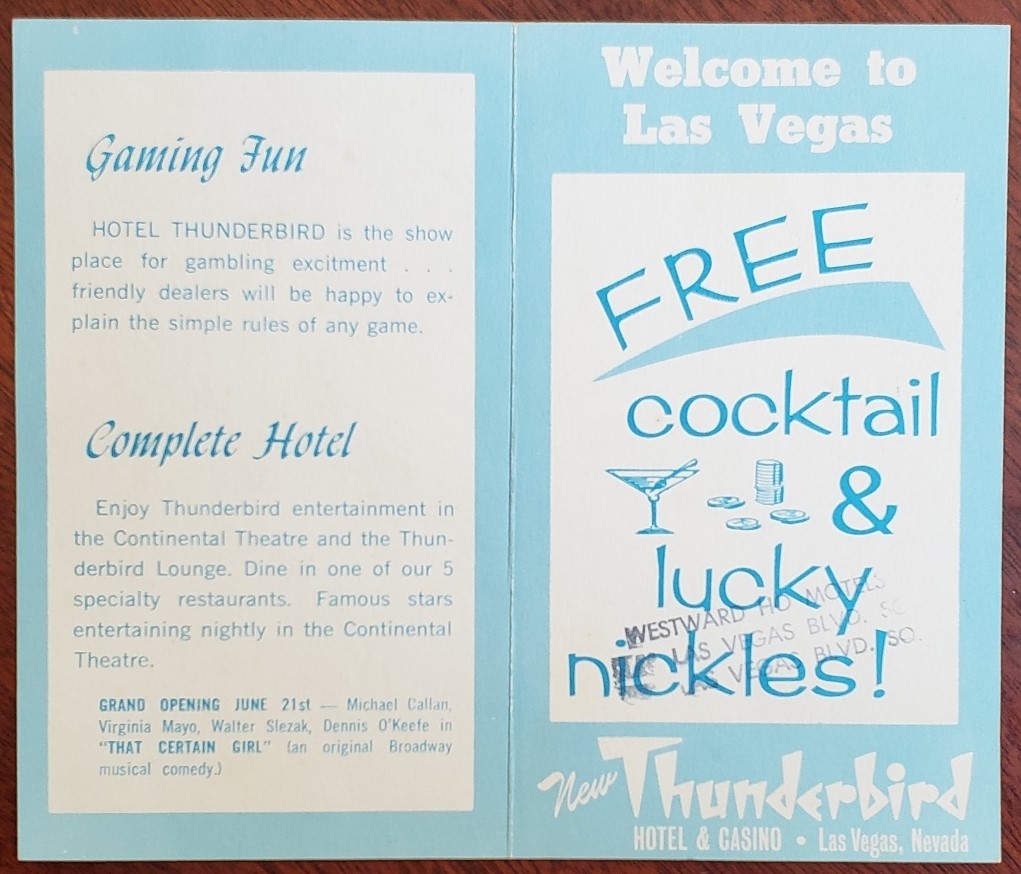 Gaming Fun
HOTEL THUNDERBIRD is the show
place for gambling excitment . . .
friendly dealers will be happy to ex-
plain the simple rules of any game.
Complete Hotel
Enjoy Thunderbird entertainment in
the Continental Theatre and the Thun-
derbird Lounge. Dine in one of our 5
specialty restaurants. Famous stars
entertaining nightly in the Continental
Theatre.
GRAND OPENING JUNE 21st — Michael Callan,
Virginia Mayo, Walter Slezak, Dennis O'Keefe in
"THAT CERTAIN GIRL" (an original Broadway
musical comedy.)
Welcome to
Las Vegas
FREE
cocktail
&
lucky
nickles!
WESTWARD HO MOTELS
LAS VEGAS BLVD. SO
LAS VEGAS BLVD. SO.
New Thunderbird
HOTEL & CASINO • Las Vegas, Nevada